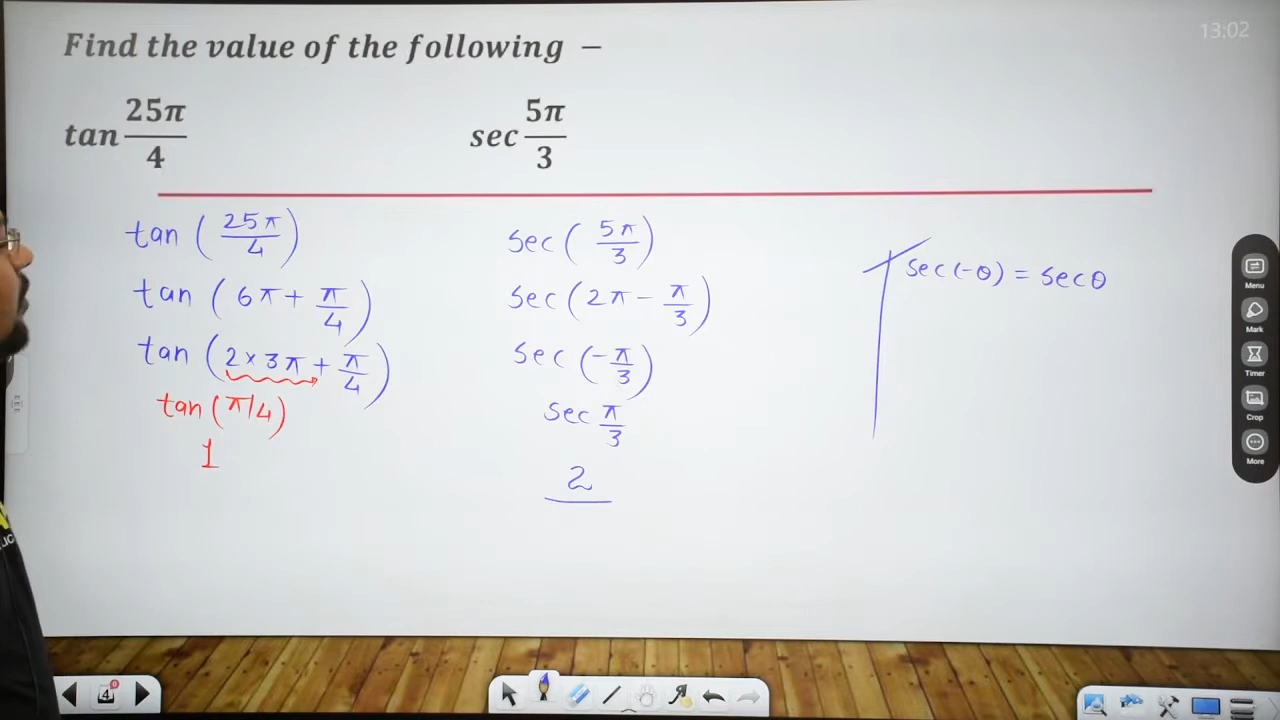 13:02
Find the value of the following –
tan 25π/4
sec 5π/3
tan (25π/4)
tan (6π + π/4)
tan (2 × 3π + π/4)
tan (π/4)
1
sec (5π/3)
sec (2π - π/3)
sec (-π/3)
sec π/3
2
sec(-θ) = secθ
Menu
Mark
Timer
Crop
More
4